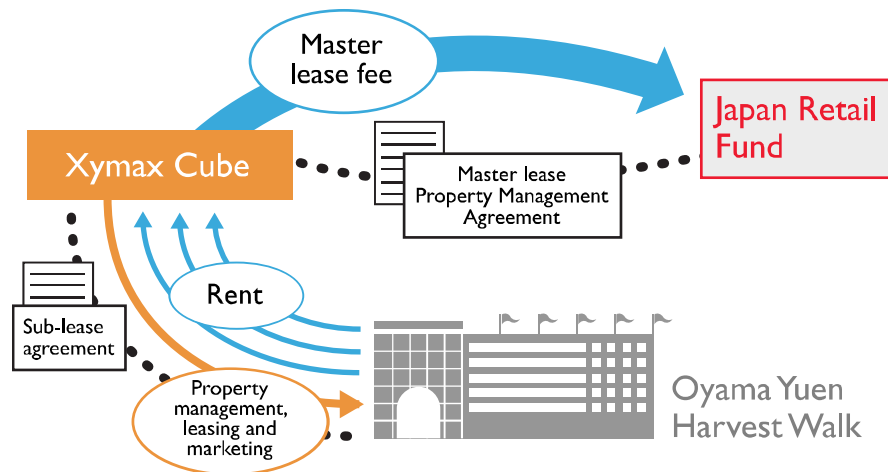 Master
lease fee
Japan Retail
Fund
Xymax Cube
Master lease
Property Management
Agreement
Rent
Sub-lease
agreement
Property
management,
leasing and
marketing
Oyama Yuen
Harvest Walk